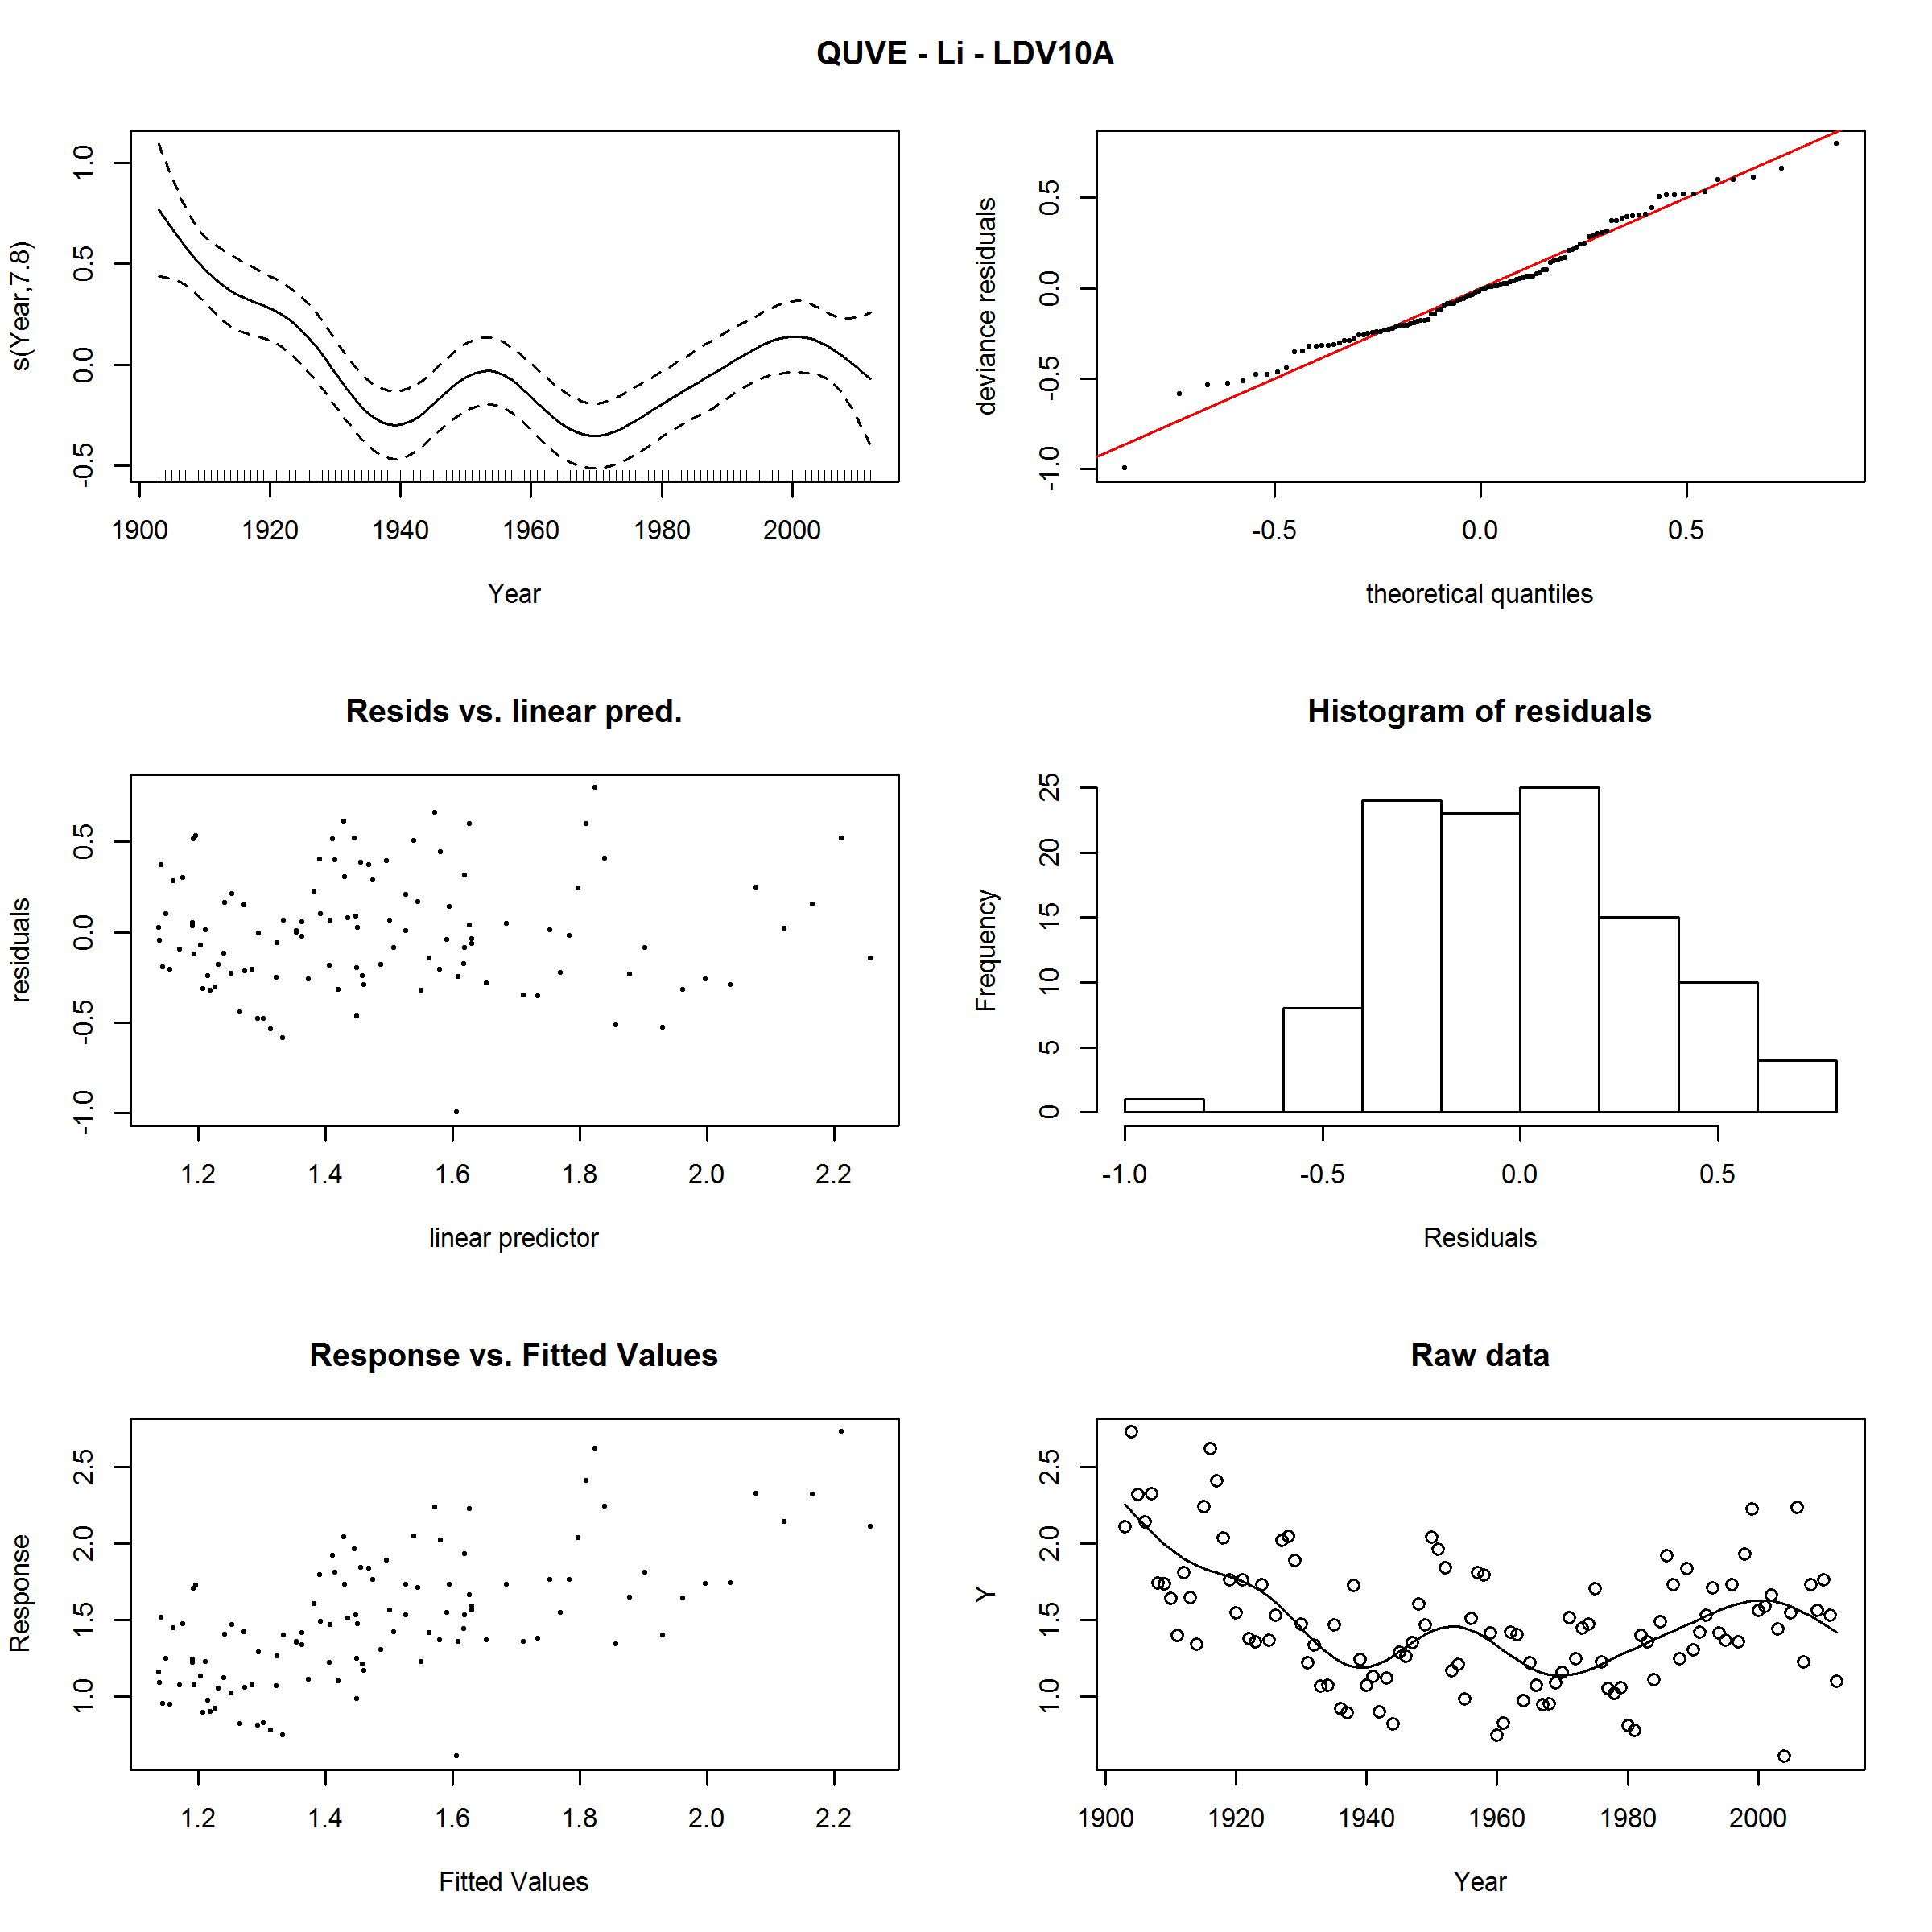 QUVE - Li - LDV10A
s(Year,7.8)
-0.5 0.0 0.5 1.0
1900 1920 1940 1960 1980 2000
Year
deviance residuals
-1.0 -0.5 0.0 0.5
-0.5 0.0 0.5
theoretical quantiles
Resids vs. linear pred.
residuals
-1.0 -0.5 0.0 0.5
1.2 1.4 1.6 1.8 2.0 2.2
linear predictor
Histogram of residuals
Frequency
0 5 10 15 20 25
-1.0 -0.5 0.0 0.5
Residuals
Response vs. Fitted Values
Response
1.0 1.5 2.0 2.5
1.2 1.4 1.6 1.8 2.0 2.2
Fitted Values
Raw data
Y
1.0 1.5 2.0 2.5
1900 1920 1940 1960 1980 2000
Year